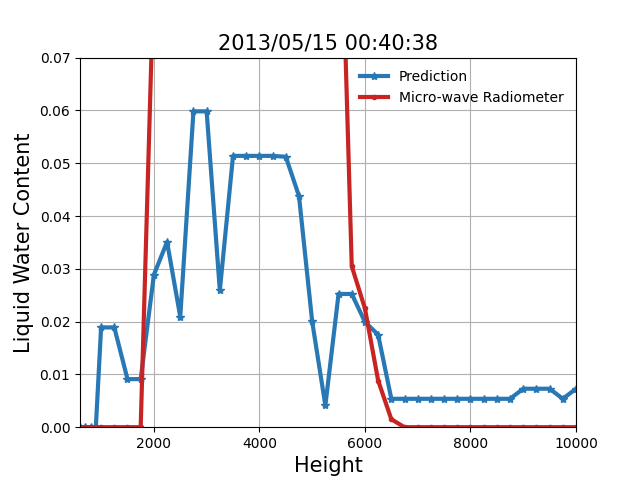 2013/05/15 00:40:38
0.07
0.06
0.05
0.04
0.03
0.02
0.01
0.00
Liquid Water Content
Prediction
Micro-wave Radiometer
2000 4000 6000 8000 10000
Height